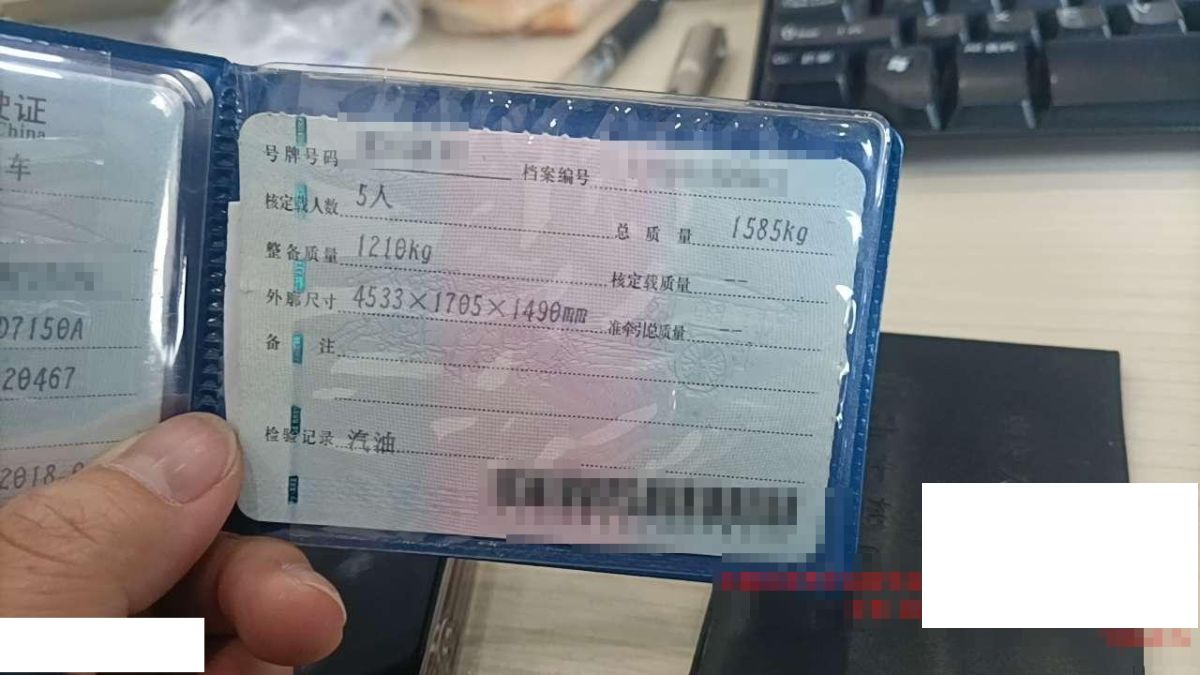 证
China
车
D7150A
20467
2018-0
号牌号码
档案编号
核定载人数 5人
总质量 1585kg
整备质量 1210kg
核定载质量 --
外廓尺寸 4533×1705×1490mm
准牵引总质量 --
备注
检验记录 汽油